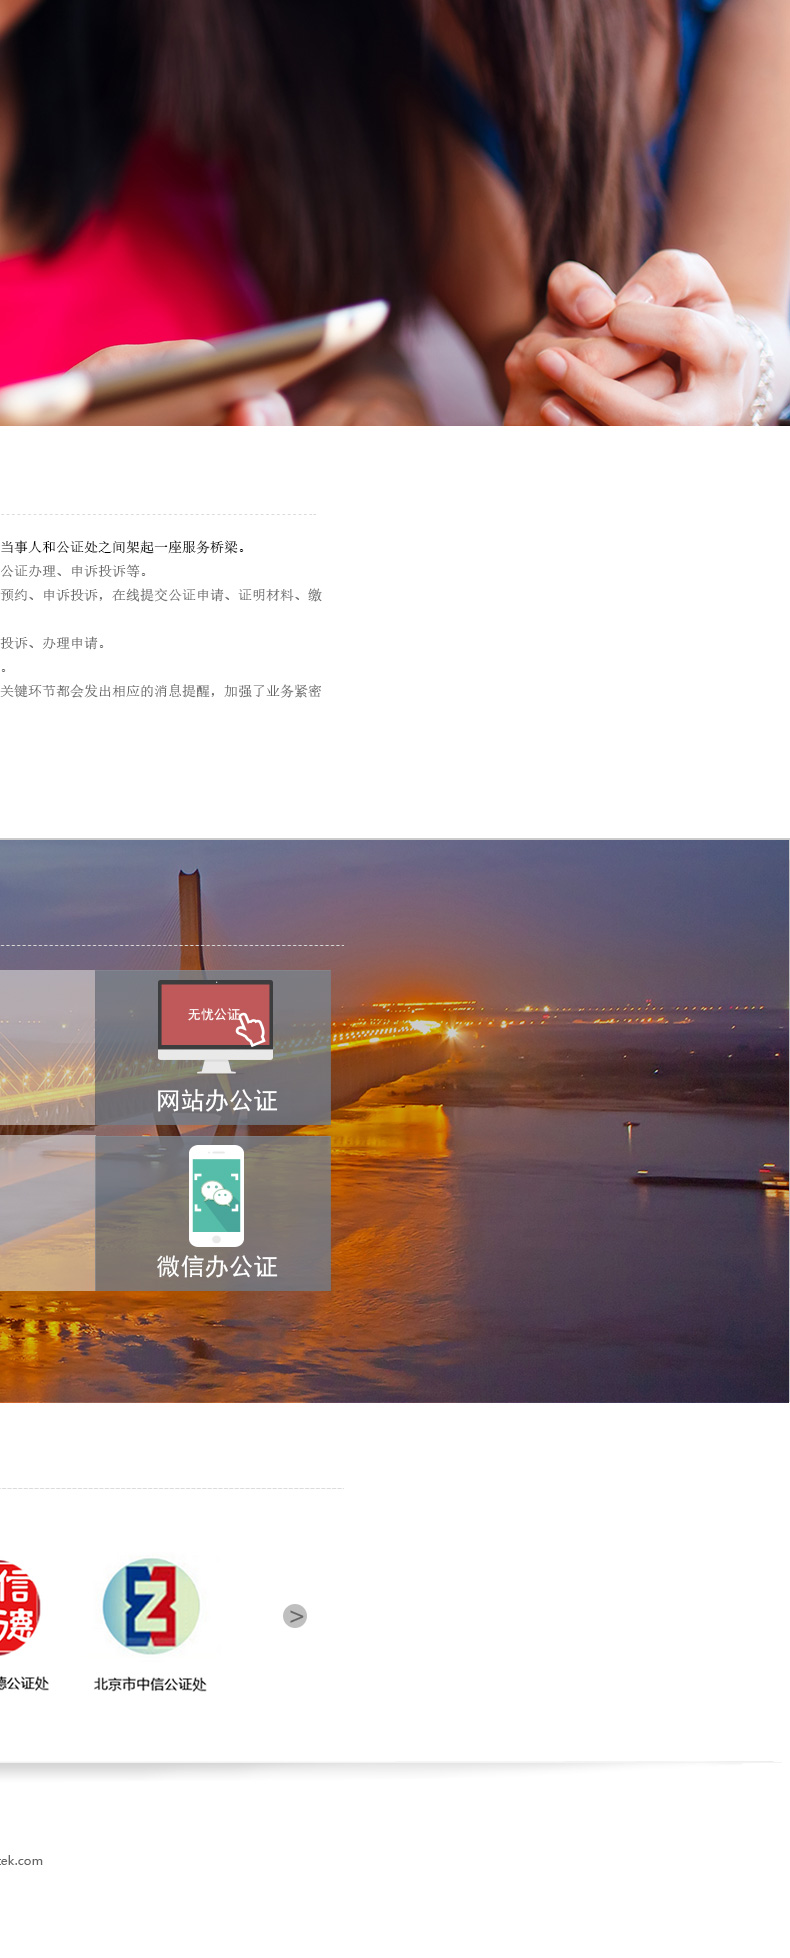 当事人和公证处之间架起一座服务桥梁。
公证办理、申诉投诉等。
预约、申诉投诉，在线提交公证申请、证明材料、缴
投诉、办理申请。
。
关键环节都会发出相应的消息提醒，加强了业务紧密
无忧公证
网站办公证
微信办公证
信
德
>
Z
德公证处
北京市中信公证处
tek.com